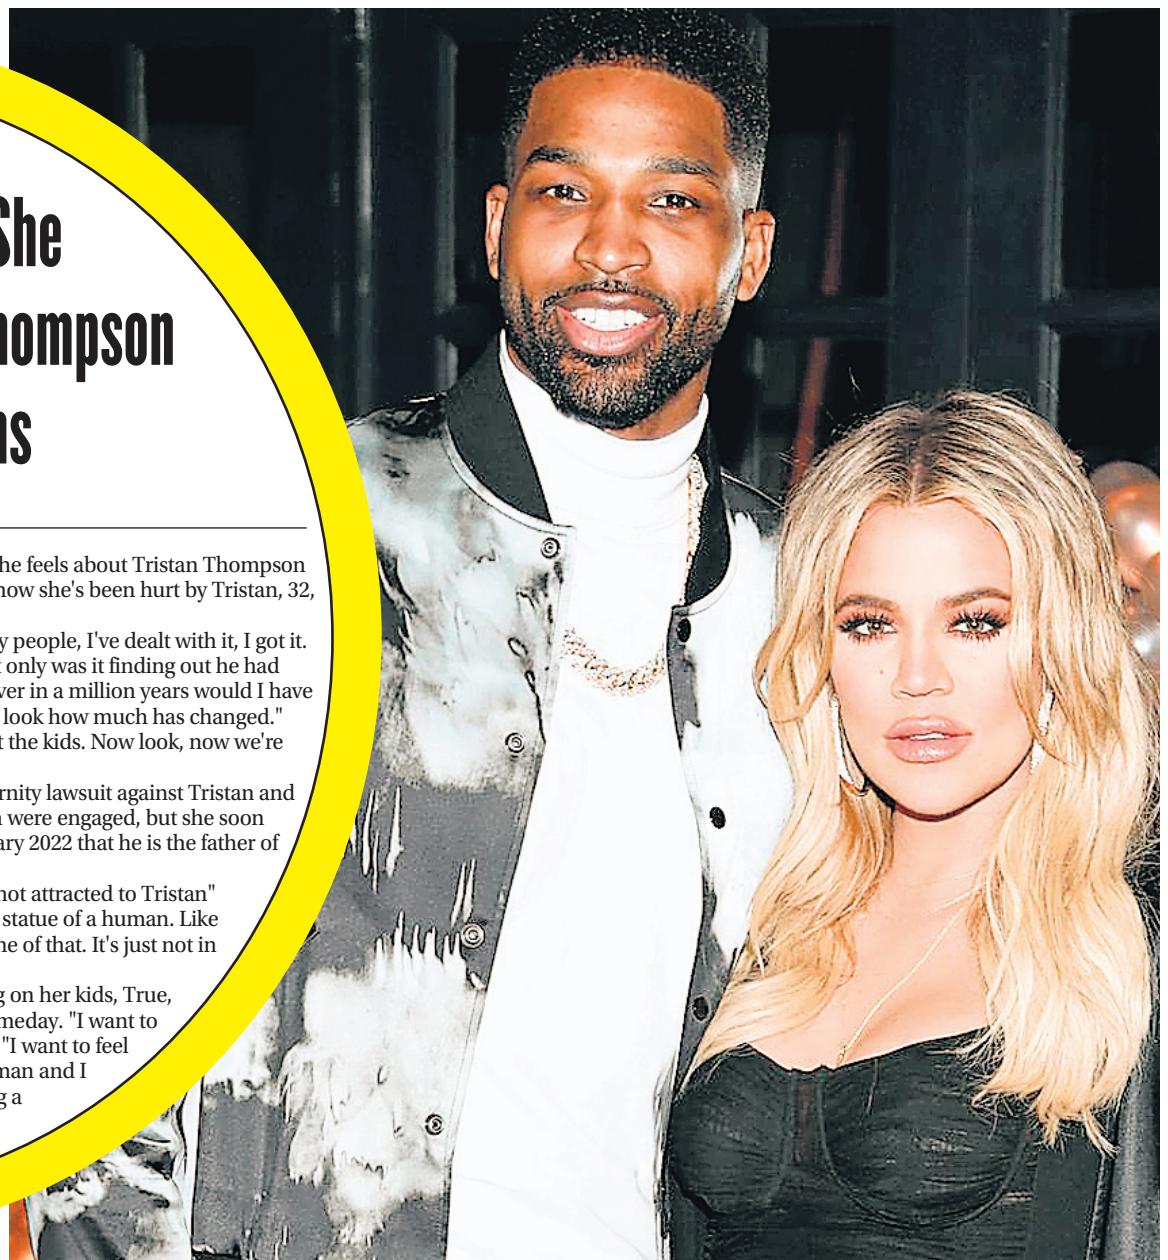 She
hompson
ns
he feels about Tristan Thompson
how she's been hurt by Tristan, 32,
y people, I've dealt with it, I got it.
t only was it finding out he had
ver in a million years would I have
look how much has changed."
t the kids. Now look, now we're
rnity lawsuit against Tristan and
n were engaged, but she soon
ary 2022 that he is the father of
not attracted to Tristan"
statue of a human. Like
ne of that. It's just not in
g on her kids, True,
meday. "I want to
"I want to feel
man and I
g a